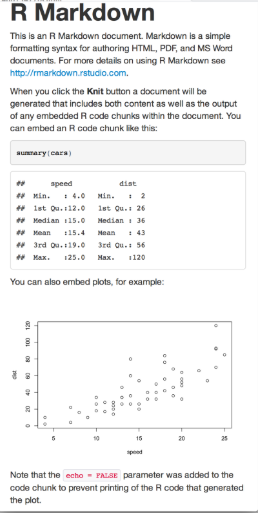 R Markdown
This is an R Markdown document. Markdown is a simple
formatting syntax for authoring HTML, PDF, and MS Word
documents. For more details on using R Markdown see
http://rmarkdown.rstudio.com.
When you click the Knit button a document will be
generated that includes both content as well as the output
of any embedded R code chunks within the document. You
can embed an R code chunk like this:
summary(cars)
##      speed           dist
##  Min.   : 4.0   Min.   :  2
##  1st Qu.:12.0   1st Qu.: 26
##  Median :15.0   Median : 36
##  Mean   :15.4   Mean   : 43
##  3rd Qu.:19.0   3rd Qu.: 56
##  Max.   :25.0   Max.   :120
You can also embed plots, for example:
120
100
80
60
40
20
0
dist
5 10 15 20 25
speed
Note that the echo = FALSE parameter was added to the
code chunk to prevent printing of the R code that generated
the plot.